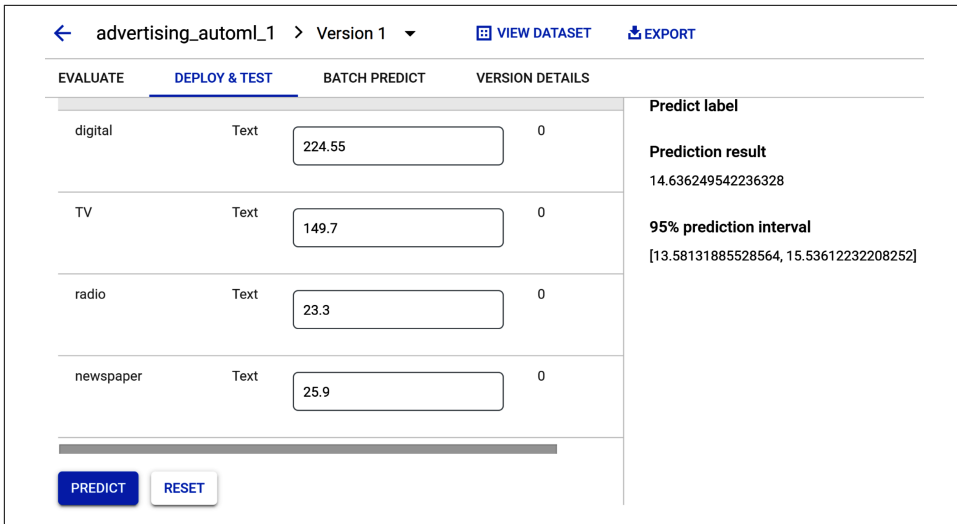 advertising_automl_1 Version 1 VIEW DATASET EXPORT
EVALUATE DEPLOY & TEST BATCH PREDICT VERSION DETAILS
Predict label
digital Text 224.55 0
Prediction result
14.636249542236328
TV Text 149.7 0
95% prediction interval
[13.58131885528564, 15.53612232208252]
radio Text 23.3 0
newspaper Text 25.9 0
PREDICT RESET